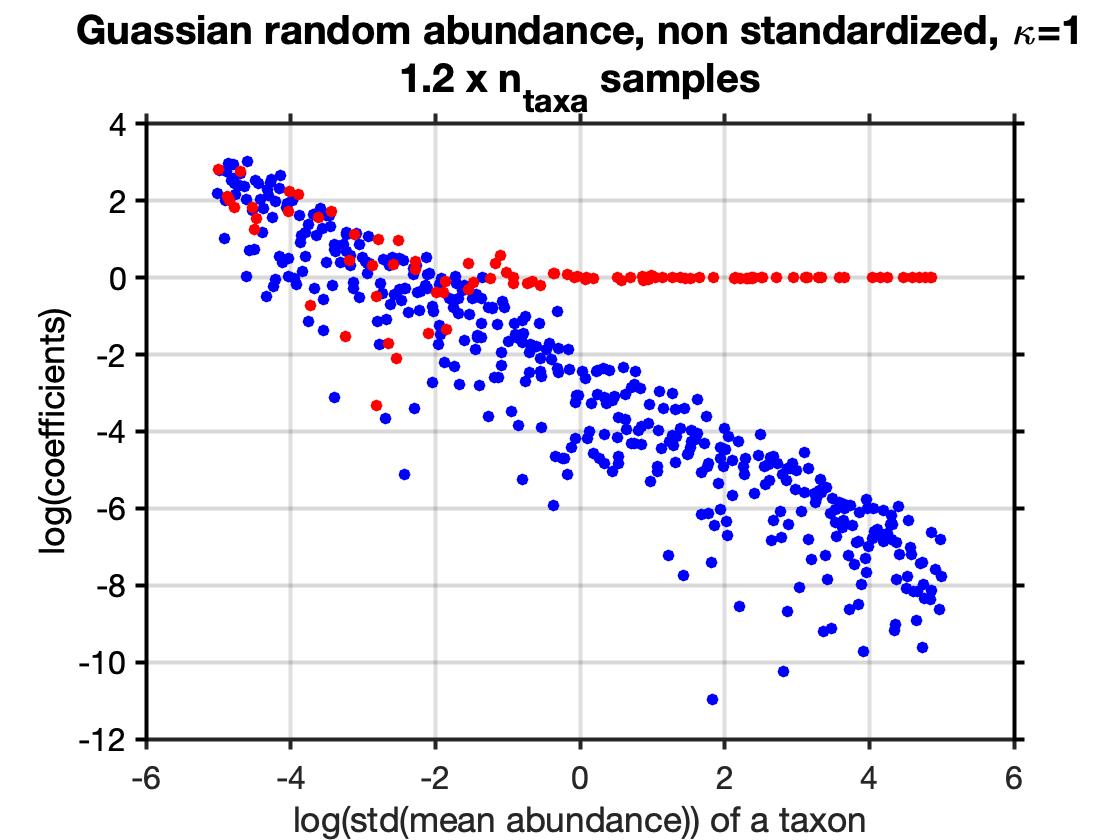 Guassian random abundance, non standardized, κ=1
1.2 x n_taxa samples
4
2
0
-2
-4
-6
-8
-10
-12
log(coefficients)
-6 -4 -2 0 2 4 6
log(std(mean abundance)) of a taxon